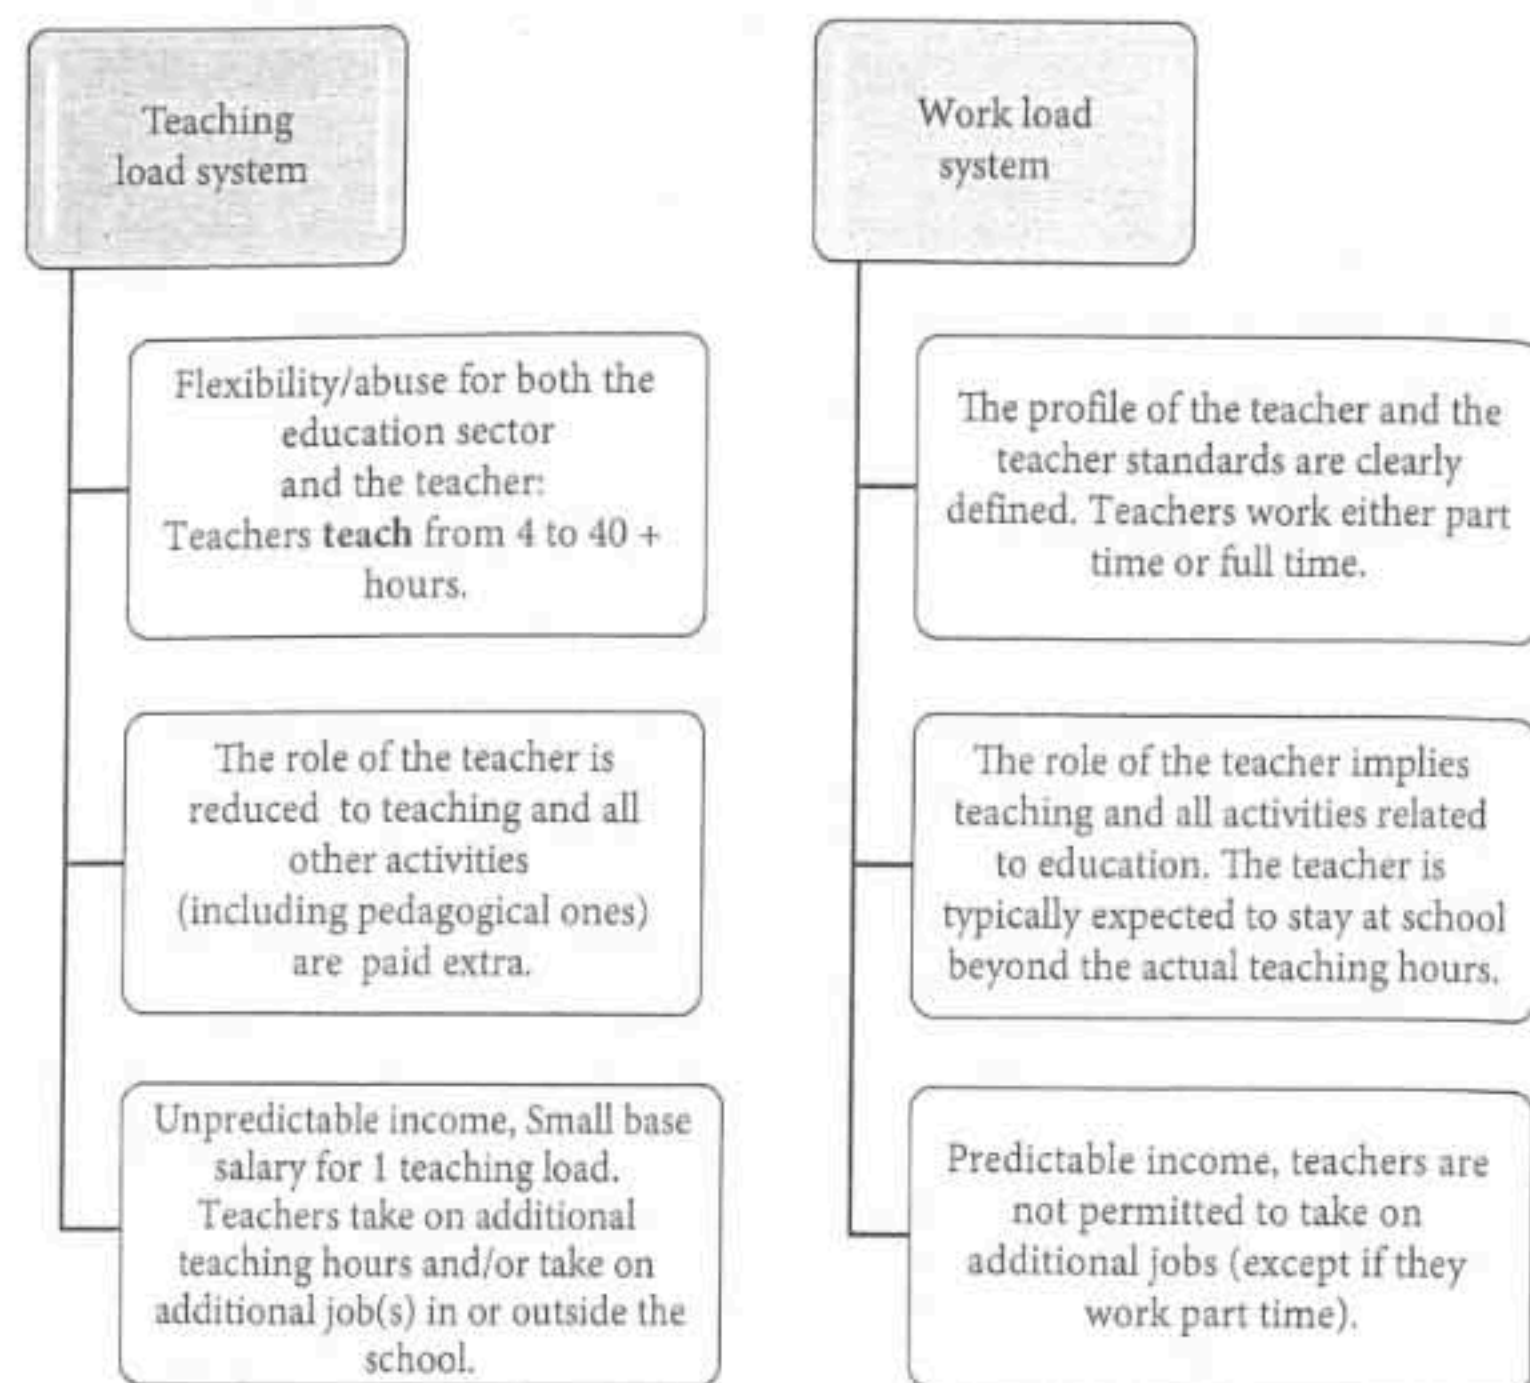 Teaching
load system
Flexibility/abuse for both the
education sector
and the teacher:
Teachers teach from 4 to 40 +
hours.
The role of the teacher is
reduced to teaching and all
other activities
(including pedagogical ones)
are paid extra.
Unpredictable income, Small base
salary for 1 teaching load.
Teachers take on additional
teaching hours and/or take on
additional job(s) in or outside the
school.
Work load
system
The profile of the teacher and the
teacher standards are clearly
defined. Teachers work either part
time or full time.
The role of the teacher implies
teaching and all activities related
to education. The teacher is
typically expected to stay at school
beyond the actual teaching hours.
Predictable income, teachers are
not permitted to take on
additional jobs (except if they
work part time).